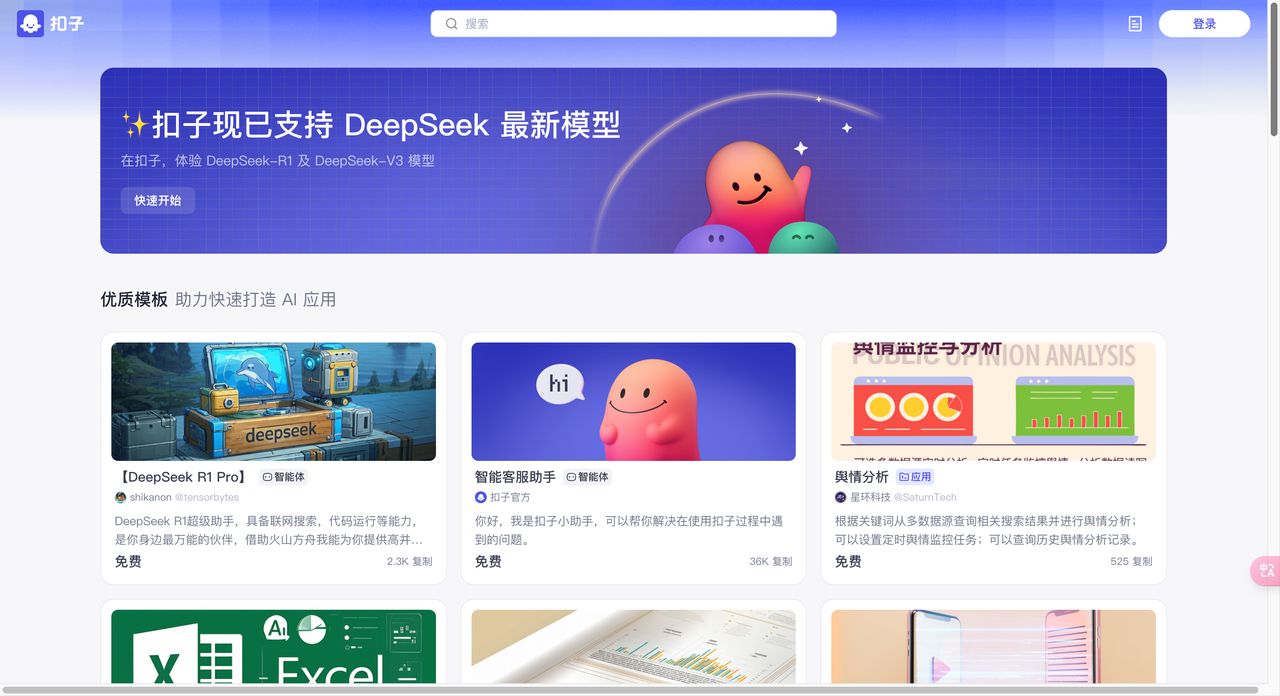 扣子
搜索
登录
✨扣子现已支持 DeepSeek 最新模型
在扣子，体验 DeepSeek-R1 及 DeepSeek-V3 模型
快速开始
优质模板 助力快速打造 AI 应用
deepseek
【DeepSeek R1 Pro】 智能体
shikanon @tensorbytes
DeepSeek R1超级助手，具备联网搜索，代码运行等能力，
是你身边最万能的伙伴，借助火山方舟我能为你提供高并...
免费 2.3K 复制
hi
智能客服助手 智能体
扣子官方
你好，我是扣子小助手，可以帮你解决在使用扣子过程中遇
到的问题。
免费 36K 复制
舆情监控与分析
PUBLIC OPINION ANALYSIS
舆情分析 应用
星环科技 @SaturnTech
根据关键词从多数据源查询相关搜索结果并进行舆情分析；
可以设置定时舆情监控任务；可以查询历史舆情分析记录。
免费 525 复制
X
AI
Excel
中
A